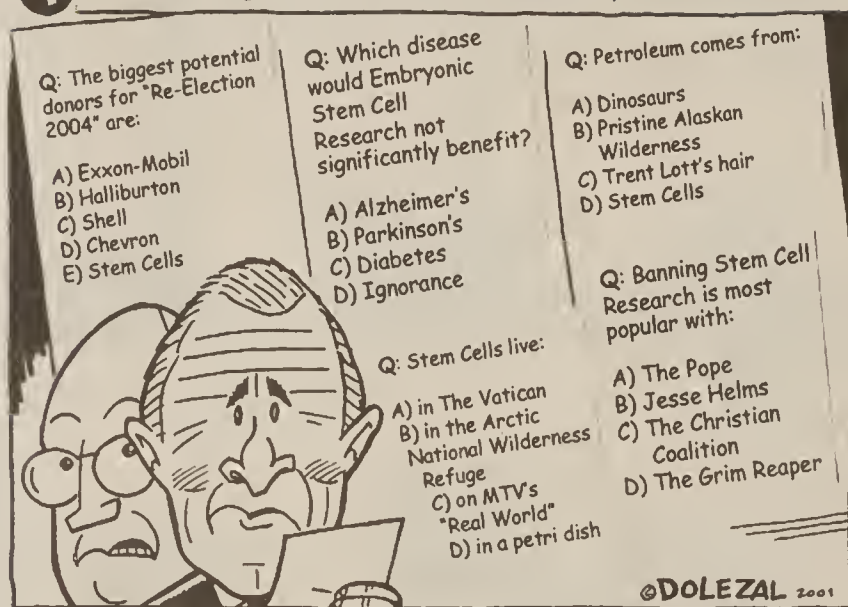 Q: The biggest potential
donors for "Re-Election
2004" are:
A) Exxon-Mobil
B) Halliburton
C) Shell
D) Chevron
E) Stem Cells
Q: Which disease
would Embryonic
Stem Cell
Research not
significantly benefit?
A) Alzheimer's
B) Parkinson's
C) Diabetes
D) Ignorance
Q: Petroleum comes from:
A) Dinosaurs
B) Pristine Alaskan
Wilderness
C) Trent Lott's hair
D) Stem Cells
Q: Stem Cells live:
A) in The Vatican
B) in the Arctic
National Wilderness
Refuge
C) on MTV's
"Real World"
D) in a petri dish
Q: Banning Stem Cell
Research is most
popular with:
A) The Pope
B) Jesse Helms
C) The Christian
Coalition
D) The Grim Reaper
©DOLEZAL 2001